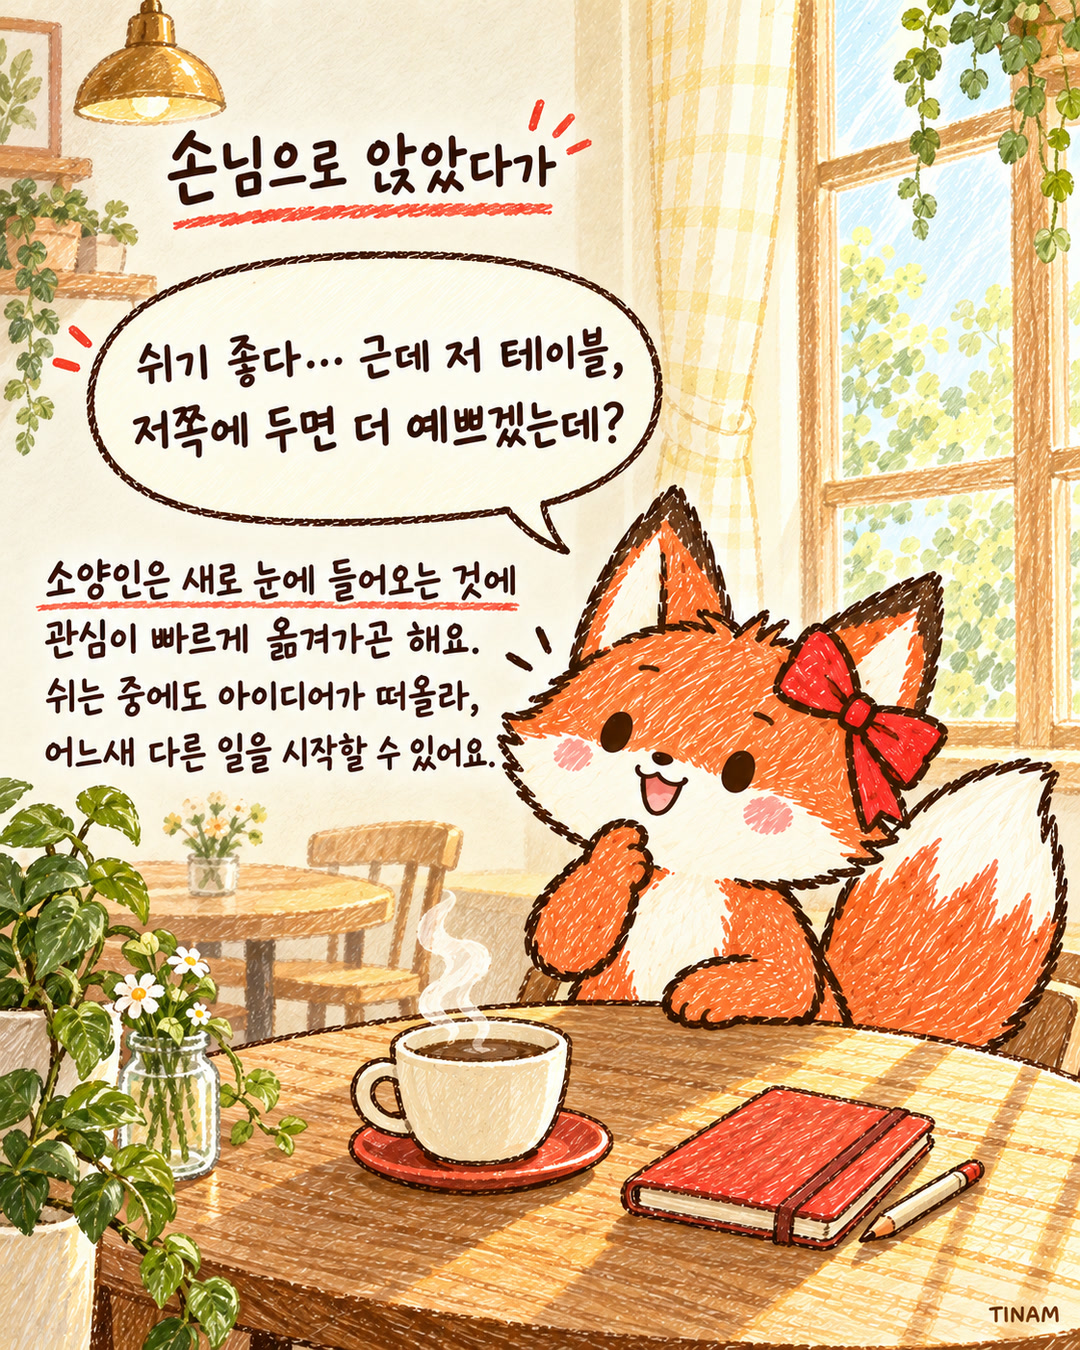 손님으로 앉았다가
쉬기 좋다... 근데 저 테이블,
저쪽에 두면 더 예쁘겠는데?
소양인은 새로 눈에 들어오는 것에
관심이 빠르게 옮겨가곤 해요.
쉬는 중에도 아이디어가 떠올라,
어느새 다른 일을 시작할 수 있어요.
TINAM